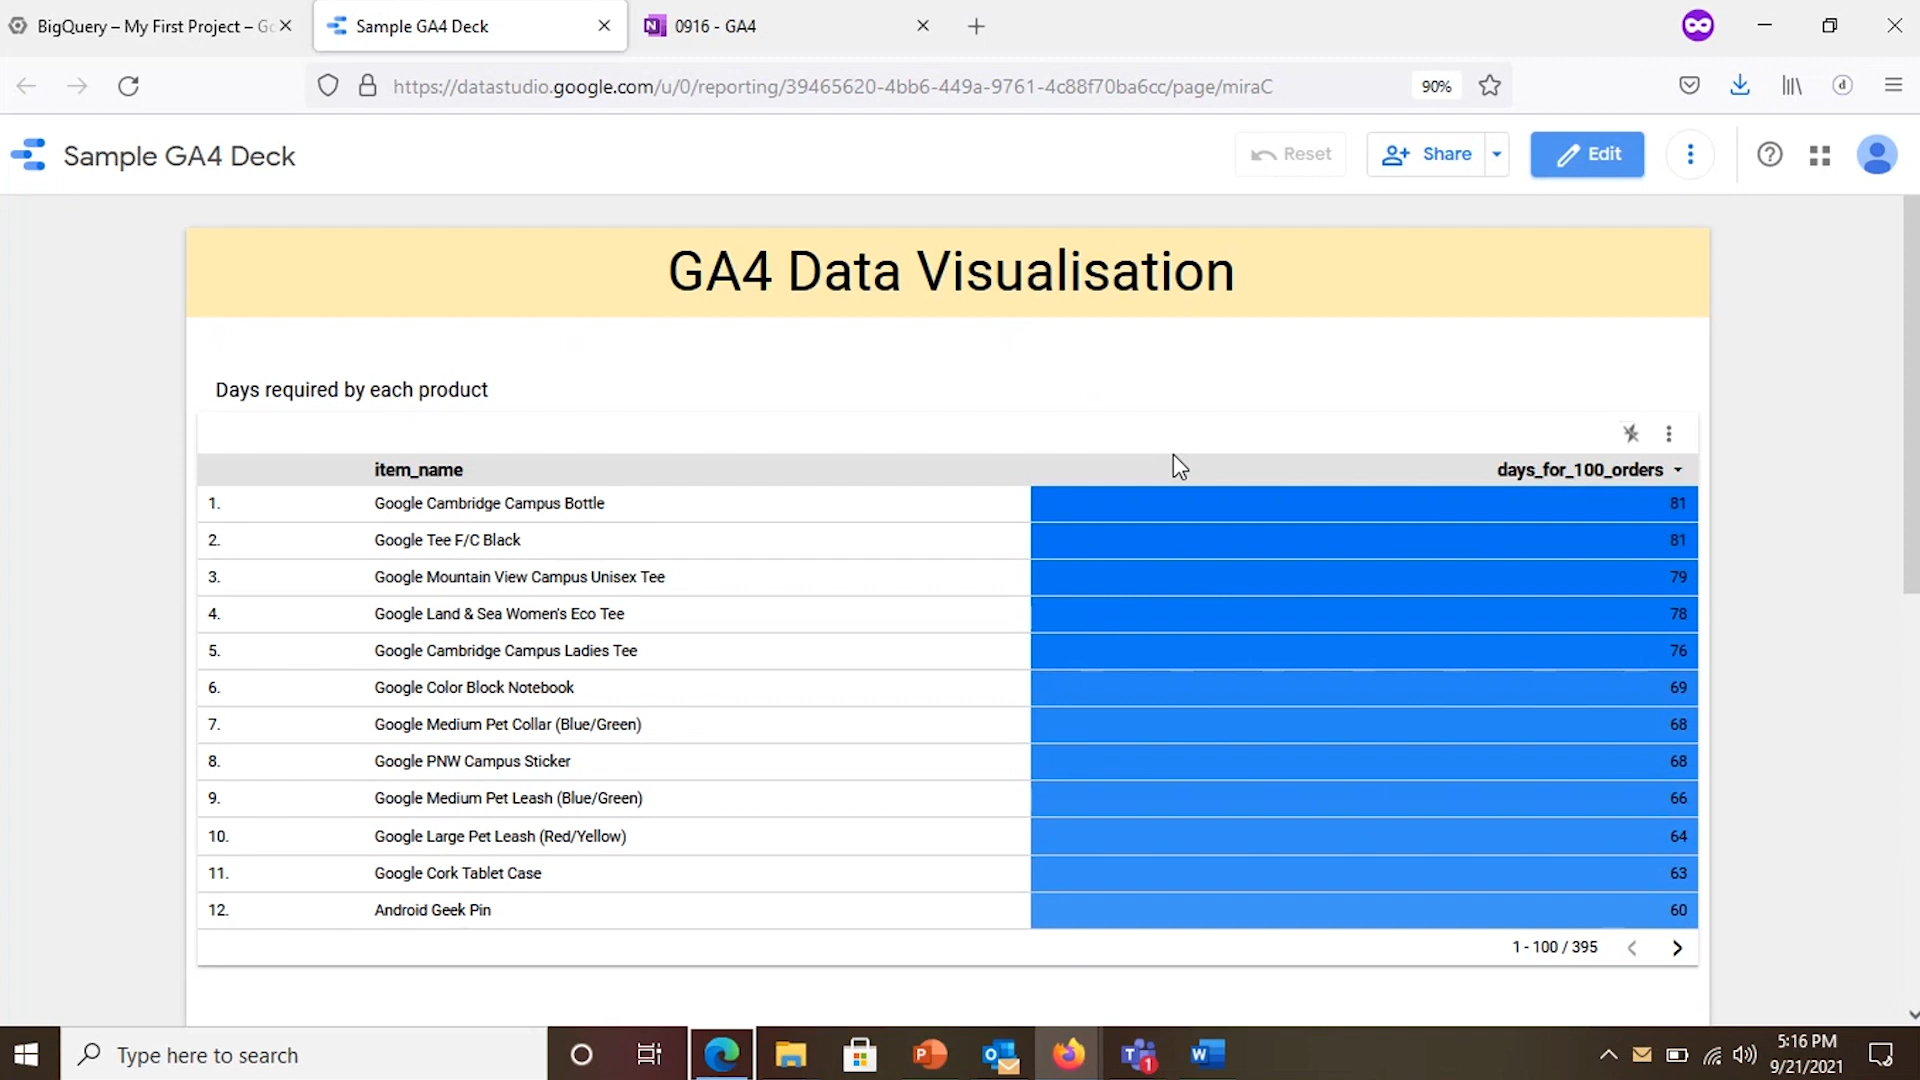 BigQuery – My First Project – Go
Sample GA4 Deck
0916 - GA4
https://datastudio.google.com/u/0/reporting/39465620-4bb6-449a-9761-4c88f70ba6cc/page/miraC
90%
Sample GA4 Deck
Reset
Share
Edit
GA4 Data Visualisation
Days required by each product
item_name days_for_100_orders
1. Google Cambridge Campus Bottle 81
2. Google Tee F/C Black 81
3. Google Mountain View Campus Unisex Tee 79
4. Google Land & Sea Women's Eco Tee 78
5. Google Cambridge Campus Ladies Tee 76
6. Google Color Block Notebook 69
7. Google Medium Pet Collar (Blue/Green) 68
8. Google PNW Campus Sticker 68
9. Google Medium Pet Leash (Blue/Green) 66
10. Google Large Pet Leash (Red/Yellow) 64
11. Google Cork Tablet Case 63
12. Android Geek Pin 60
1 - 100 / 395
Type here to search
5:16 PM
9/21/2021